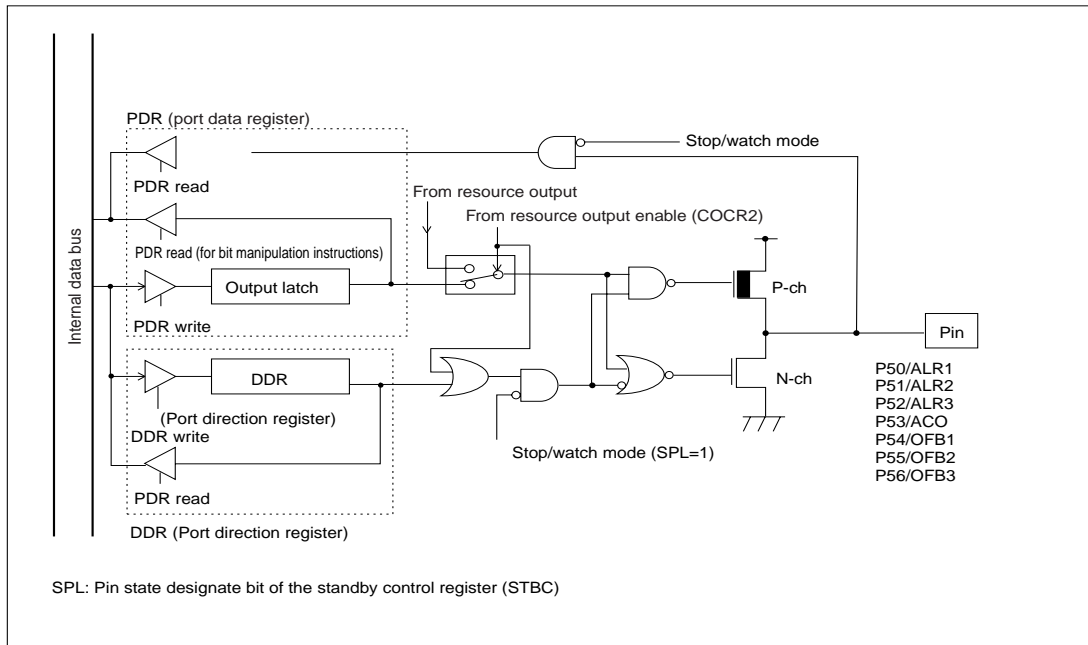 PDR (port data register)
Stop/watch mode
PDR read
From resource output
From resource output enable (COCR2)
Internal data bus
PDR read (for bit manipulation instructions)
Output latch
P-ch
PDR write
Pin
DDR
N-ch
P50/ALR1
P51/ALR2
P52/ALR3
P53/ACO
P54/OFB1
P55/OFB2
P56/OFB3
(Port direction register)
DDR write
Stop/watch mode (SPL=1)
PDR read
DDR (Port direction register)
SPL: Pin state designate bit of the standby control register (STBC)